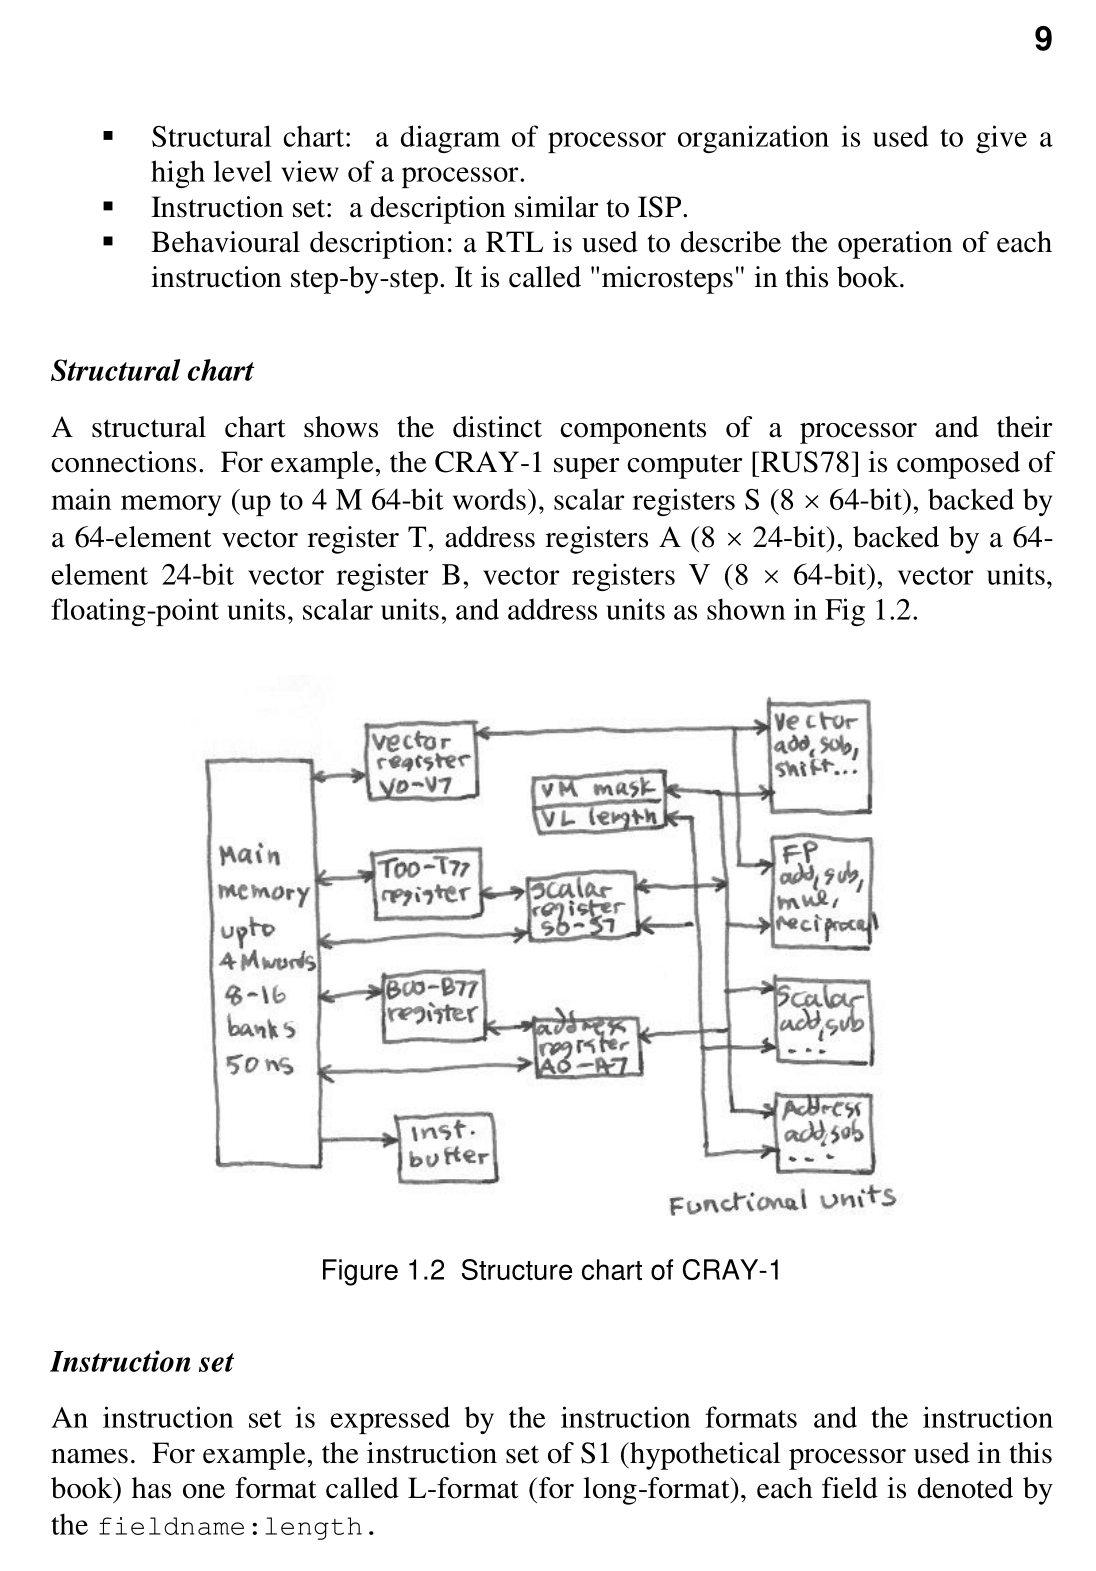 9
▪ Structural chart: a diagram of processor organization is used to give a
high level view of a processor.
▪ Instruction set: a description similar to ISP.
▪ Behavioural description: a RTL is used to describe the operation of each
instruction step-by-step. It is called "microsteps" in this book.
Structural chart
A structural chart shows the distinct components of a processor and their
connections. For example, the CRAY-1 super computer [RUS78] is composed of
main memory (up to 4 M 64-bit words), scalar registers S (8 × 64-bit), backed by
a 64-element vector register T, address registers A (8 × 24-bit), backed by a 64-
element 24-bit vector register B, vector registers V (8 × 64-bit), vector units,
floating-point units, scalar units, and address units as shown in Fig 1.2.
Main
memory
upto
4 Mwords
8-16
banks
50 ns
vector
register
V0-V7
T00-T77
register
B00-B77
register
Inst.
buffer
VM mask
VL length
Scalar
register
S0-S7
address
register
A0-A7
Vector
add, sub,
shift...
FP
add, sub,
mul,
reciprocal
Scalar
add, sub
...
Address
add, sub
...
Functional units
Figure 1.2 Structure chart of CRAY-1
Instruction set
An instruction set is expressed by the instruction formats and the instruction
names. For example, the instruction set of S1 (hypothetical processor used in this
book) has one format called L-format (for long-format), each field is denoted by
the fieldname:length.